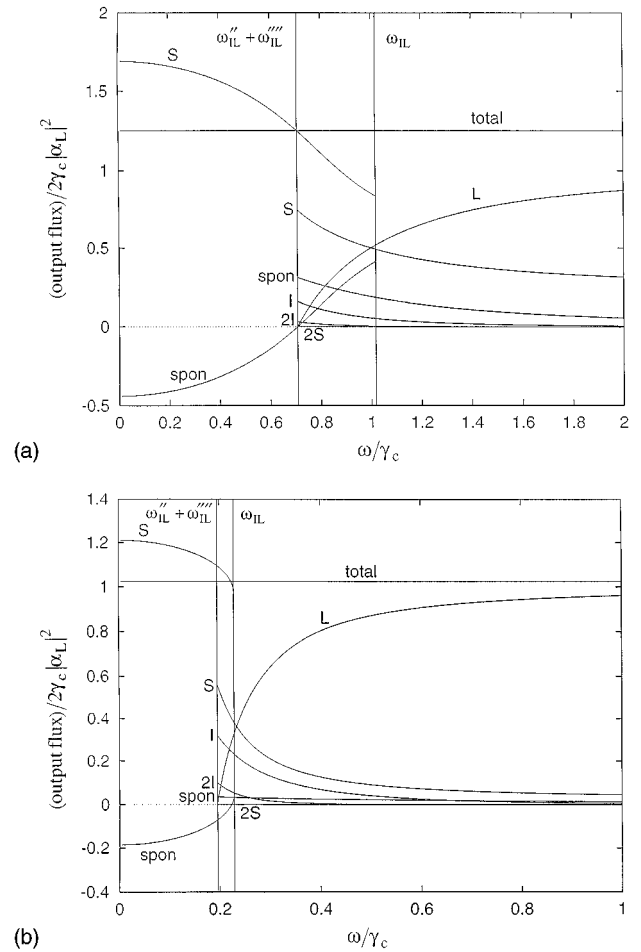 2
1.5
1
0.5
0
-0.5
(output flux)/2γc|αL|²
ω″IL + ω⁗IL
ωIL
S
total
L
S
spon
I
2I
2S
spon
0 0.2 0.4 0.6 0.8 1 1.2 1.4 1.6 1.8 2
ω/γc
(a)
1.4
1.2
1
0.8
0.6
0.4
0.2
0
-0.2
-0.4
(output flux)/2γc|αL|²
ω″IL + ω⁗IL
ωIL
S
total
L
S
I
2I
spon
2S
spon
0 0.2 0.4 0.6 0.8 1
ω/γc
(b)